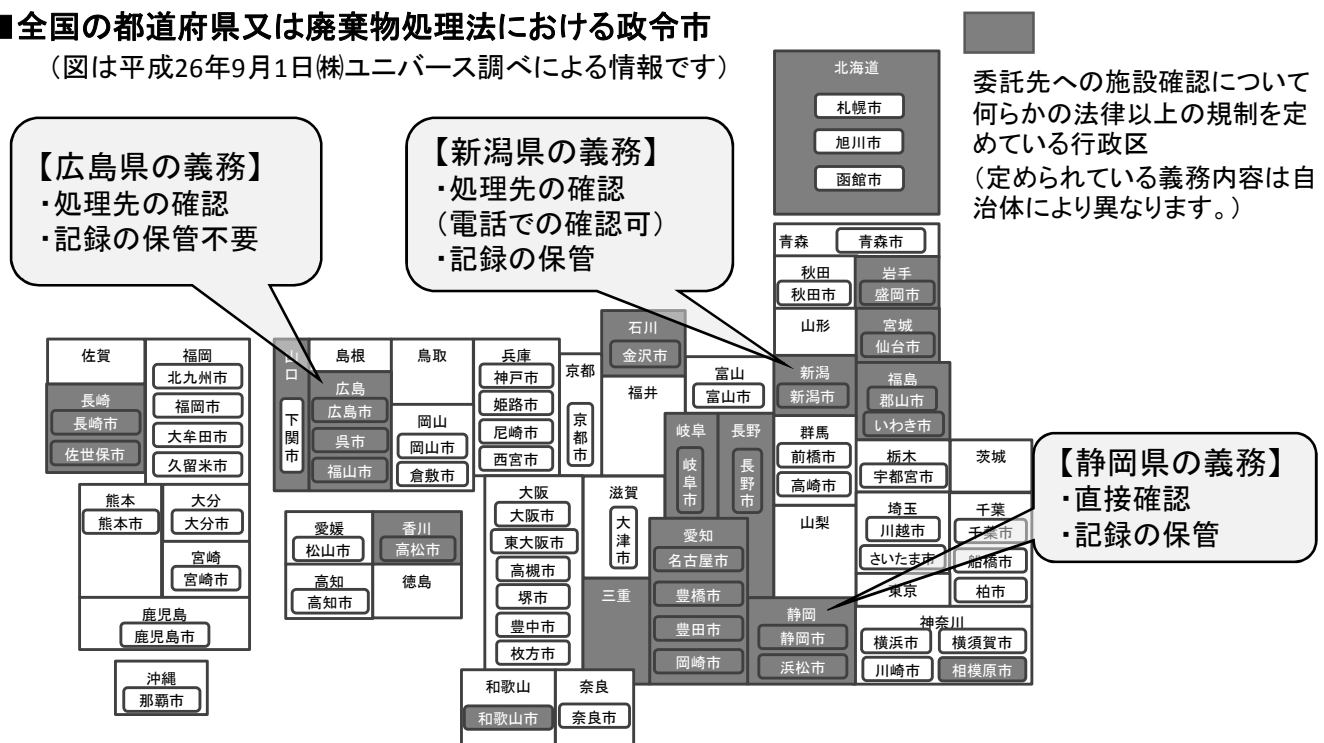 ■全国の都道府県又は廃棄物処理法における政令市
（図は平成26年9月1日㈱ユニバース調べによる情報です）
委託先への施設確認について
何らかの法律以上の規制を定
めている行政区
（定められている義務内容は自
治体により異なります。）
【広島県の義務】
・処理先の確認
・記録の保管不要
【新潟県の義務】
・処理先の確認
（電話での確認可）
・記録の保管
【静岡県の義務】
・直接確認
・記録の保管
北海道
札幌市
旭川市
函館市
青森
青森市
秋田
秋田市
岩手
盛岡市
山形
宮城
仙台市
新潟
新潟市
福島
郡山市
いわき市
群馬
前橋市
高崎市
栃木
宇都宮市
茨城
山梨
埼玉
川越市
さいたま市
千葉
千葉市
船橋市
柏市
東京
神奈川
横浜市
横須賀市
川崎市
相模原市
石川
金沢市
福井
富山
富山市
岐阜
岐阜市
長野
長野市
愛知
名古屋市
豊橋市
豊田市
岡崎市
静岡
静岡市
浜松市
三重
滋賀
大津市
京都
京都市
兵庫
神戸市
姫路市
尼崎市
西宮市
大阪
大阪市
東大阪市
高槻市
堺市
豊中市
枚方市
和歌山
和歌山市
奈良
奈良市
鳥取
岡山
岡山市
倉敷市
島根
広島
広島市
呉市
福山市
山口
下関市
愛媛
松山市
香川
高松市
高知
高知市
徳島
佐賀
長崎
長崎市
佐世保市
福岡
北九州市
福岡市
大牟田市
久留米市
熊本
熊本市
大分
大分市
宮崎
宮崎市
鹿児島
鹿児島市
沖縄
那覇市